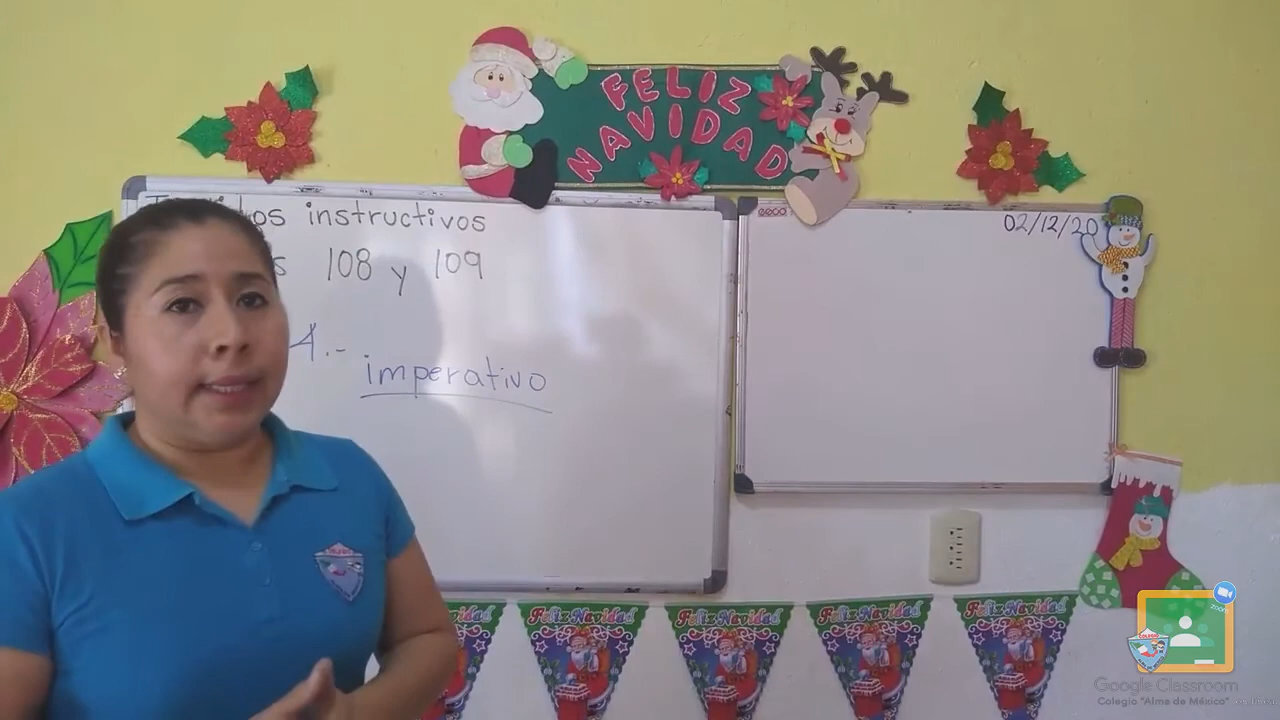 FELIZ
NAVIDAD
instructivos
108 y 109
4.-
imperativo
02/12/20
Feliz Navidad
Feliz Navidad
Feliz Navidad
Feliz Navidad
Feliz Navidad
zoom
Google Classroom
Colegio "Alma de México"